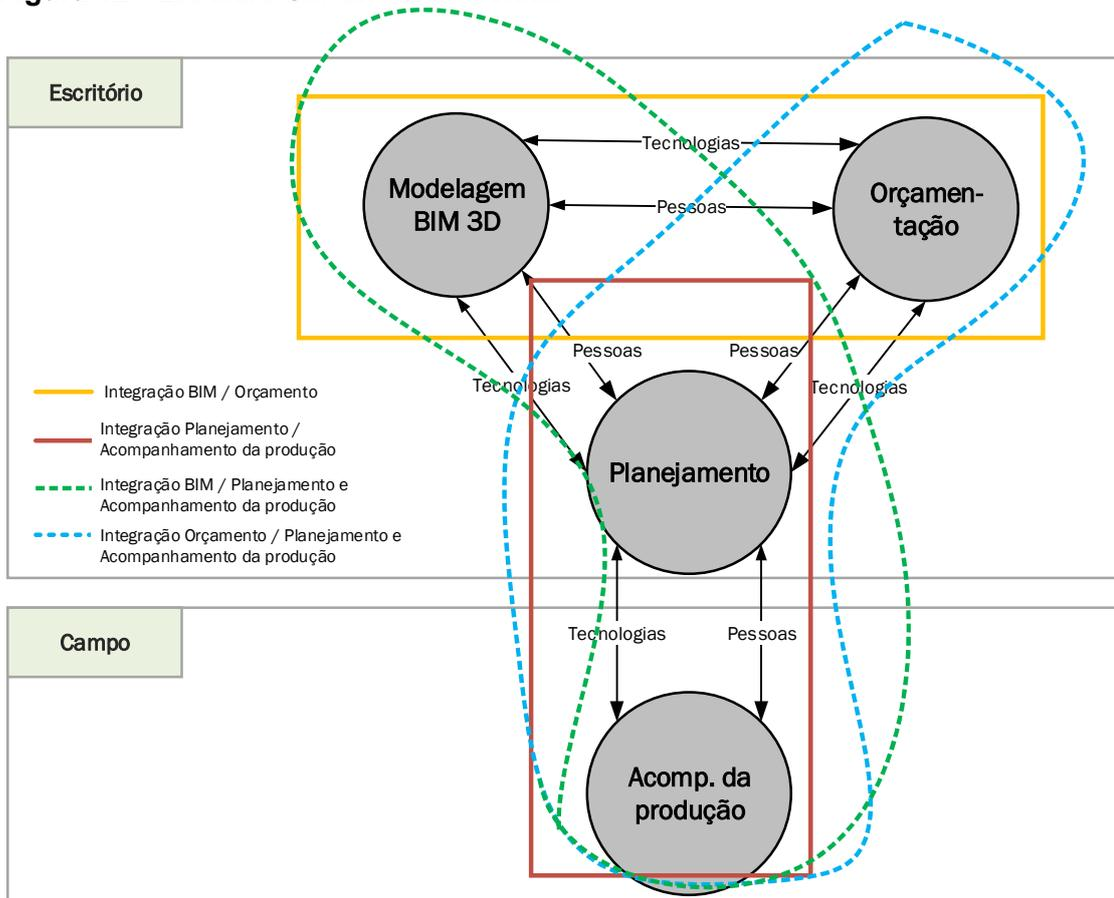 Escritório
Tecnologias
Modelagem
BIM 3D
Orçamen-
tação
Pessoas
Pessoas
Pessoas
Tecnologias
Tecnologias
Integração BIM / Orçamento
Integração Planejamento /
Acompanhamento da produção
Planejamento
Integração BIM / Planejamento e
Acompanhamento da produção
Integração Orçamento / Planejamento e
Acompanhamento da produção
Campo
Tecnologias
Pessoas
Acomp. da
produção